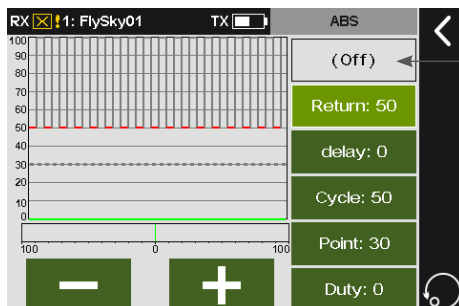 RX !1: FlySky01 TX ABS
100
90
80
70
60
50
40
30
20
10
0
100 0 100
(Off)
Return: 50
delay: 0
Cycle: 50
Point: 30
Duty: 0